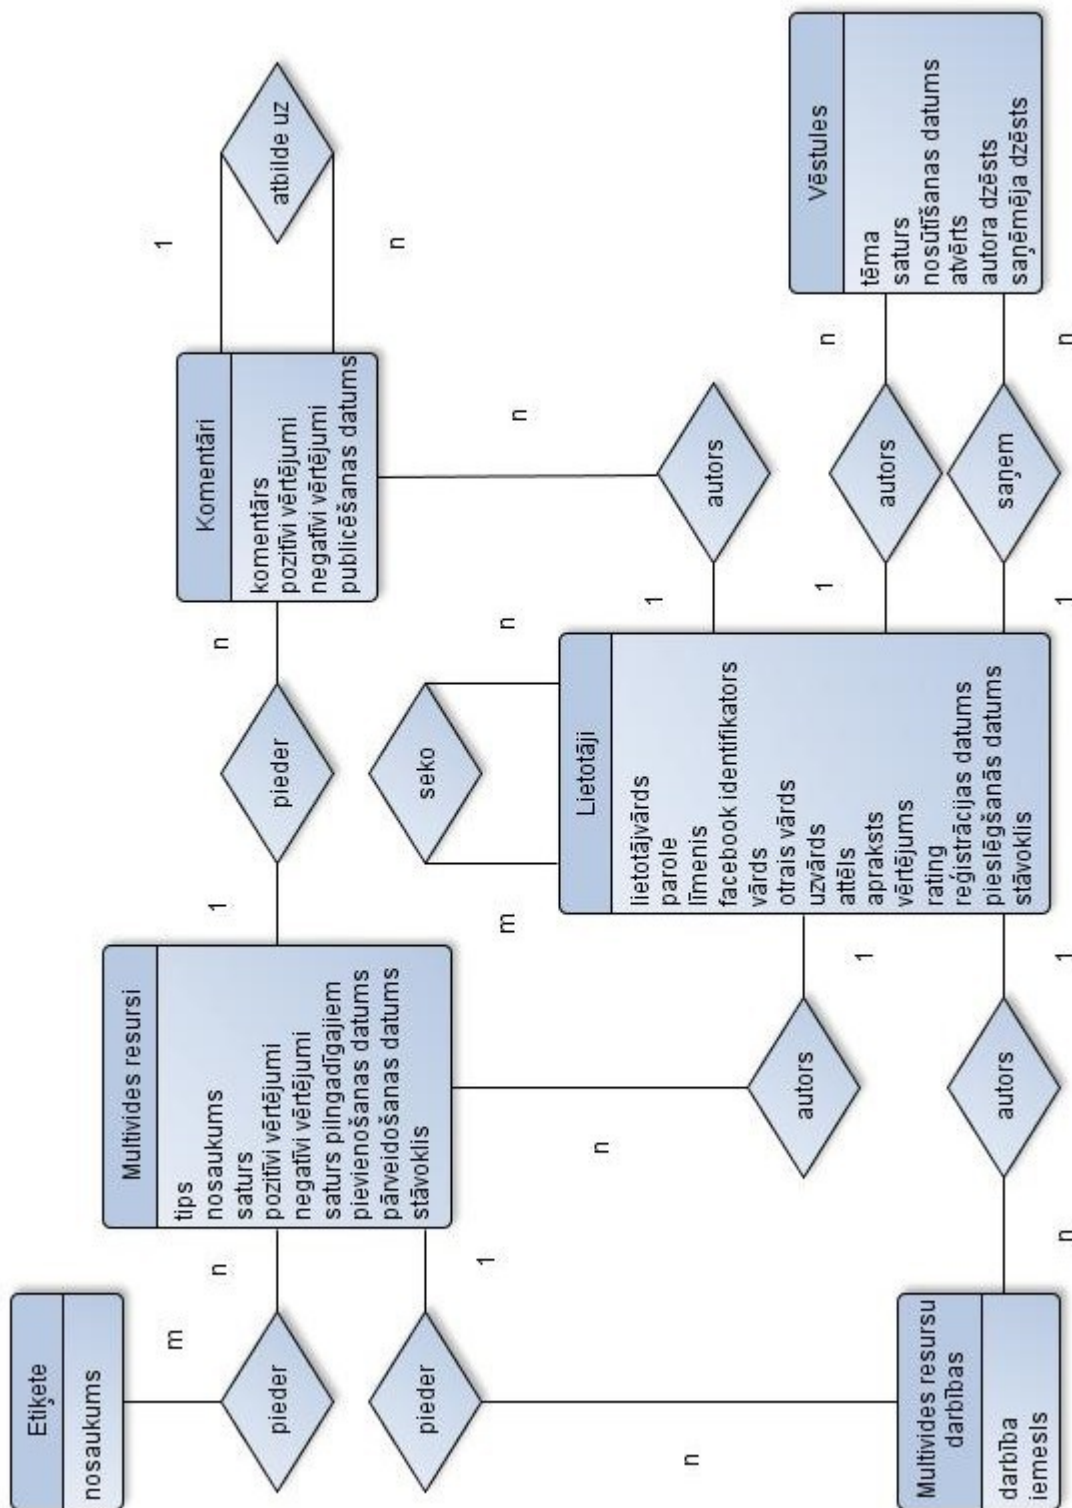 Etiķete
nosaukums
m
pieder
n
Multivides resursi
tips
nosaukums
saturs
pozitīvi vērtējumi
negatīvi vērtējumi
saturs pilngadīgajiem
pievienošanas datums
pārveidošanas datums
stāvoklis
1
pieder
n
Komentāri
komentārs
pozitīvi vērtējumi
negatīvi vērtējumi
publicēšanas datums
1
atbilde uz
n
pieder
1
n
m
seko
n
n
autors
1
n
autors
1
Lietotāji
lietotājvārds
parole
līmenis
facebook identifikators
vārds
otrais vārds
uzvārds
attēls
apraksts
vērtējums
rating
reģistrācijas datums
pieslēgšanās datums
stāvoklis
1
autors
n
1
saņem
n
Vēstules
tēma
saturs
nosūtīšanas datums
atvērts
autora dzēsts
saņēmēja dzēsts
Multivides resursu
darbības
darbība
iemesls
n
autors
1